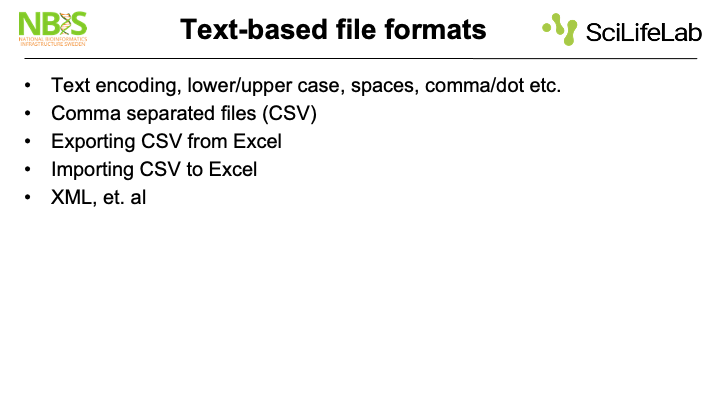 NBIS
NATIONAL BIOINFORMATICS
INFRASTRUCTURE SWEDEN
Text-based file formats
SciLifeLab
• Text encoding, lower/upper case, spaces, comma/dot etc.
• Comma separated files (CSV)
• Exporting CSV from Excel
• Importing CSV to Excel
• XML, et. al